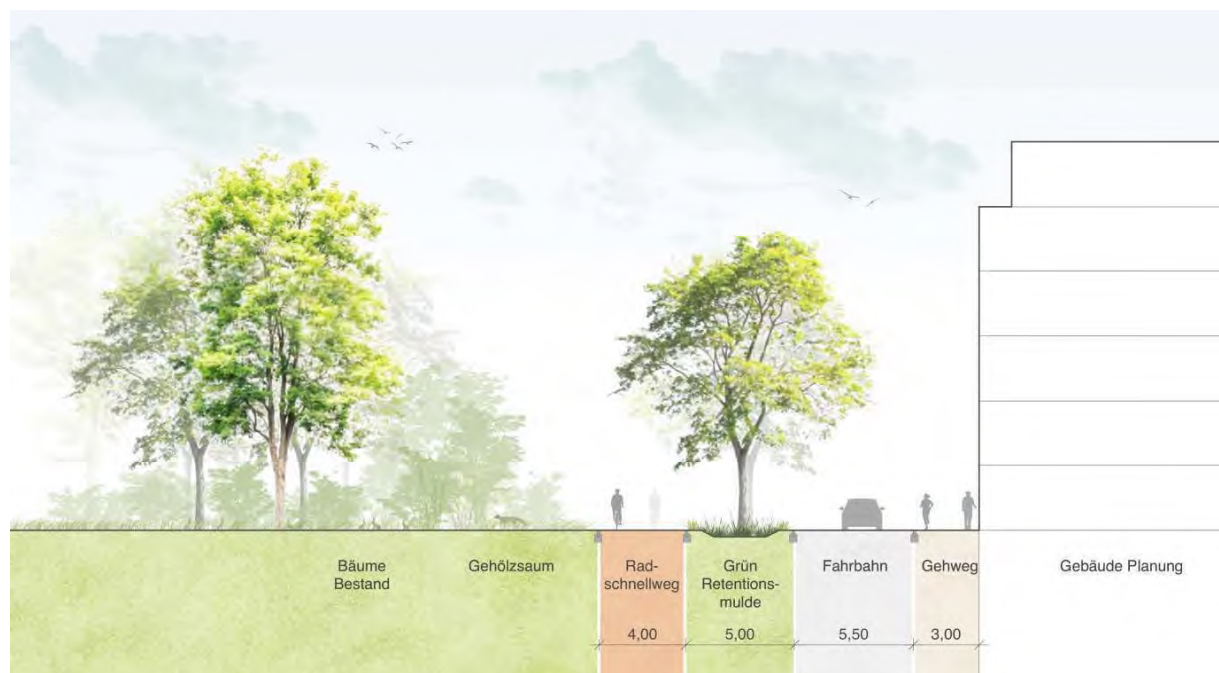 Bäume
Bestand
Gehölzsaum
Rad-
schnellweg
Grün
Retentions-
mulde
Fahrbahn
Gehweg
Gebäude Planung
4,00
5,00
5,50
3,00